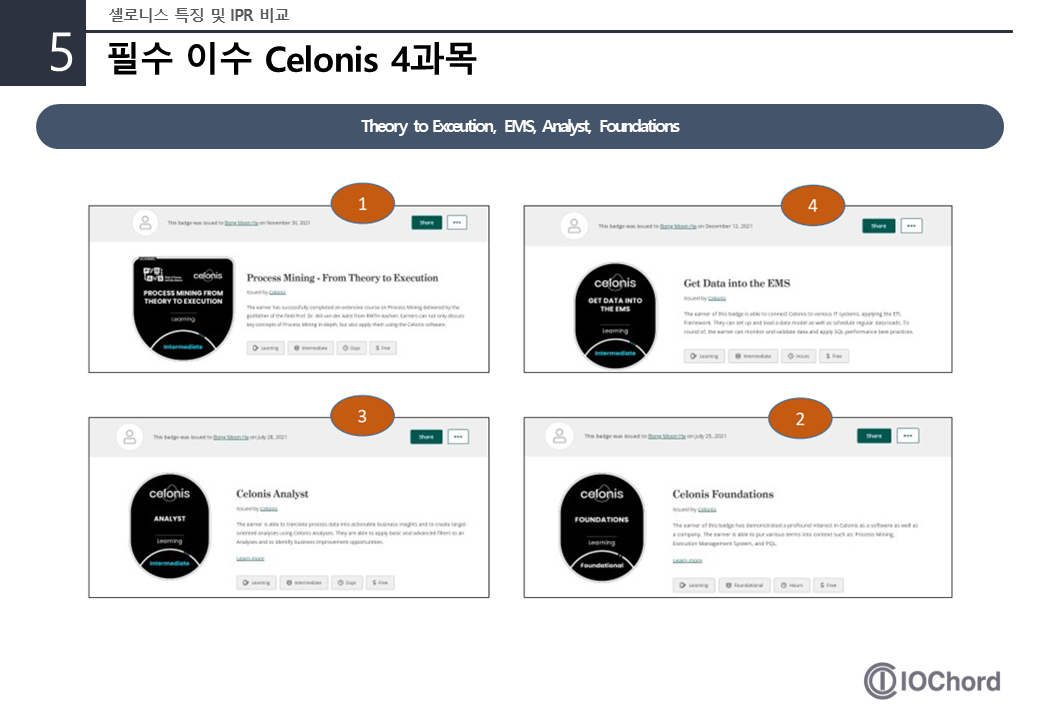 셀로니스 특징 및 IPR 비교
5
필수 이수 Celonis 4과목
Theory to Exceution, EMS, Analyst, Foundations
1
This badge was issued to Bong Moon Ha on November 30, 2021
Share
celonis
PROCESS MINING FROM
THEORY TO EXECUTION
Learning
Intermediate
Process Mining - From Theory to Execution
Issued by Celonis
The earner has successfully completed an extensive course on Process Mining delivered by the
godfather of the field Prof. Dr. Wil van der Aalst from RWTH Aachen. Earners can not only discuss
key concepts of Process Mining in-depth, but also apply them using the Celonis software.
Learning
Intermediate
Days
Free
4
This badge was issued to Bong Moon Ha on December 12, 2021
Share
celonis
GET DATA INTO
THE EMS
Learning
Intermediate
Get Data into the EMS
Issued by Celonis
The earner of this badge is able to connect Celonis to various IT systems, applying the ETL
framework. They can set up and load a data model as well as schedule regular data loads. To
round of, the earner can monitor and validate data and apply SQL performance best practices.
Learning
Intermediate
Hours
$ Free
3
This badge was issued to Bong Moon Ha on July 28, 2021
Share
celonis
ANALYST
Learning
Intermediate
Celonis Analyst
Issued by Celonis
The earner is able to translate process data into actionable business insights and to create target
oriented analyses using Celonis Analyses. They are able to apply basic and advanced filters to an
Analyses and to identify business improvement opportunities.
Learn more
Learning
Intermediate
Days
$ Free
2
This badge was issued to Bong Moon Ha on July 25, 2021
Share
celonis
FOUNDATIONS
Learning
Foundational
Celonis Foundations
Issued by Celonis
The earner of this badge has demonstrated a profound interest in Celonis as a software as well as
a company. The earner is able to put various terms into context such as: Process Mining,
Execution Management System, and PQL.
Learn more
Learning
Foundational
Hours
$ Free
IOChord